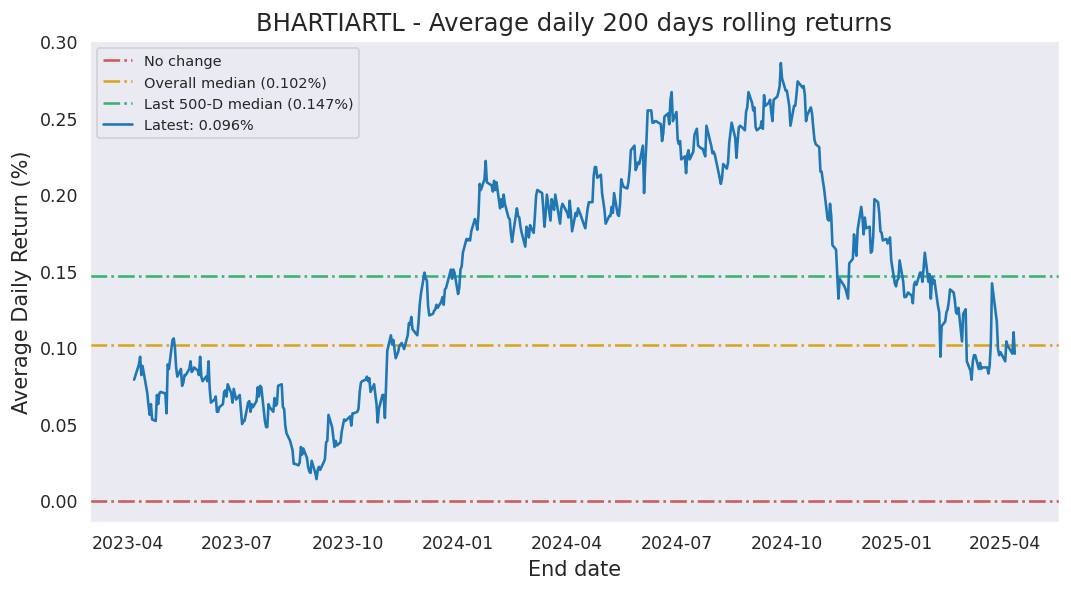 BHARTIARTL - Average daily 200 days rolling returns
No change
Overall median (0.102%)
Last 500-D median (0.147%)
Latest: 0.096%
Average Daily Return (%)
0.30
0.25
0.20
0.15
0.10
0.05
0.00
2023-04 2023-07 2023-10 2024-01 2024-04 2024-07 2024-10 2025-01 2025-04
End date